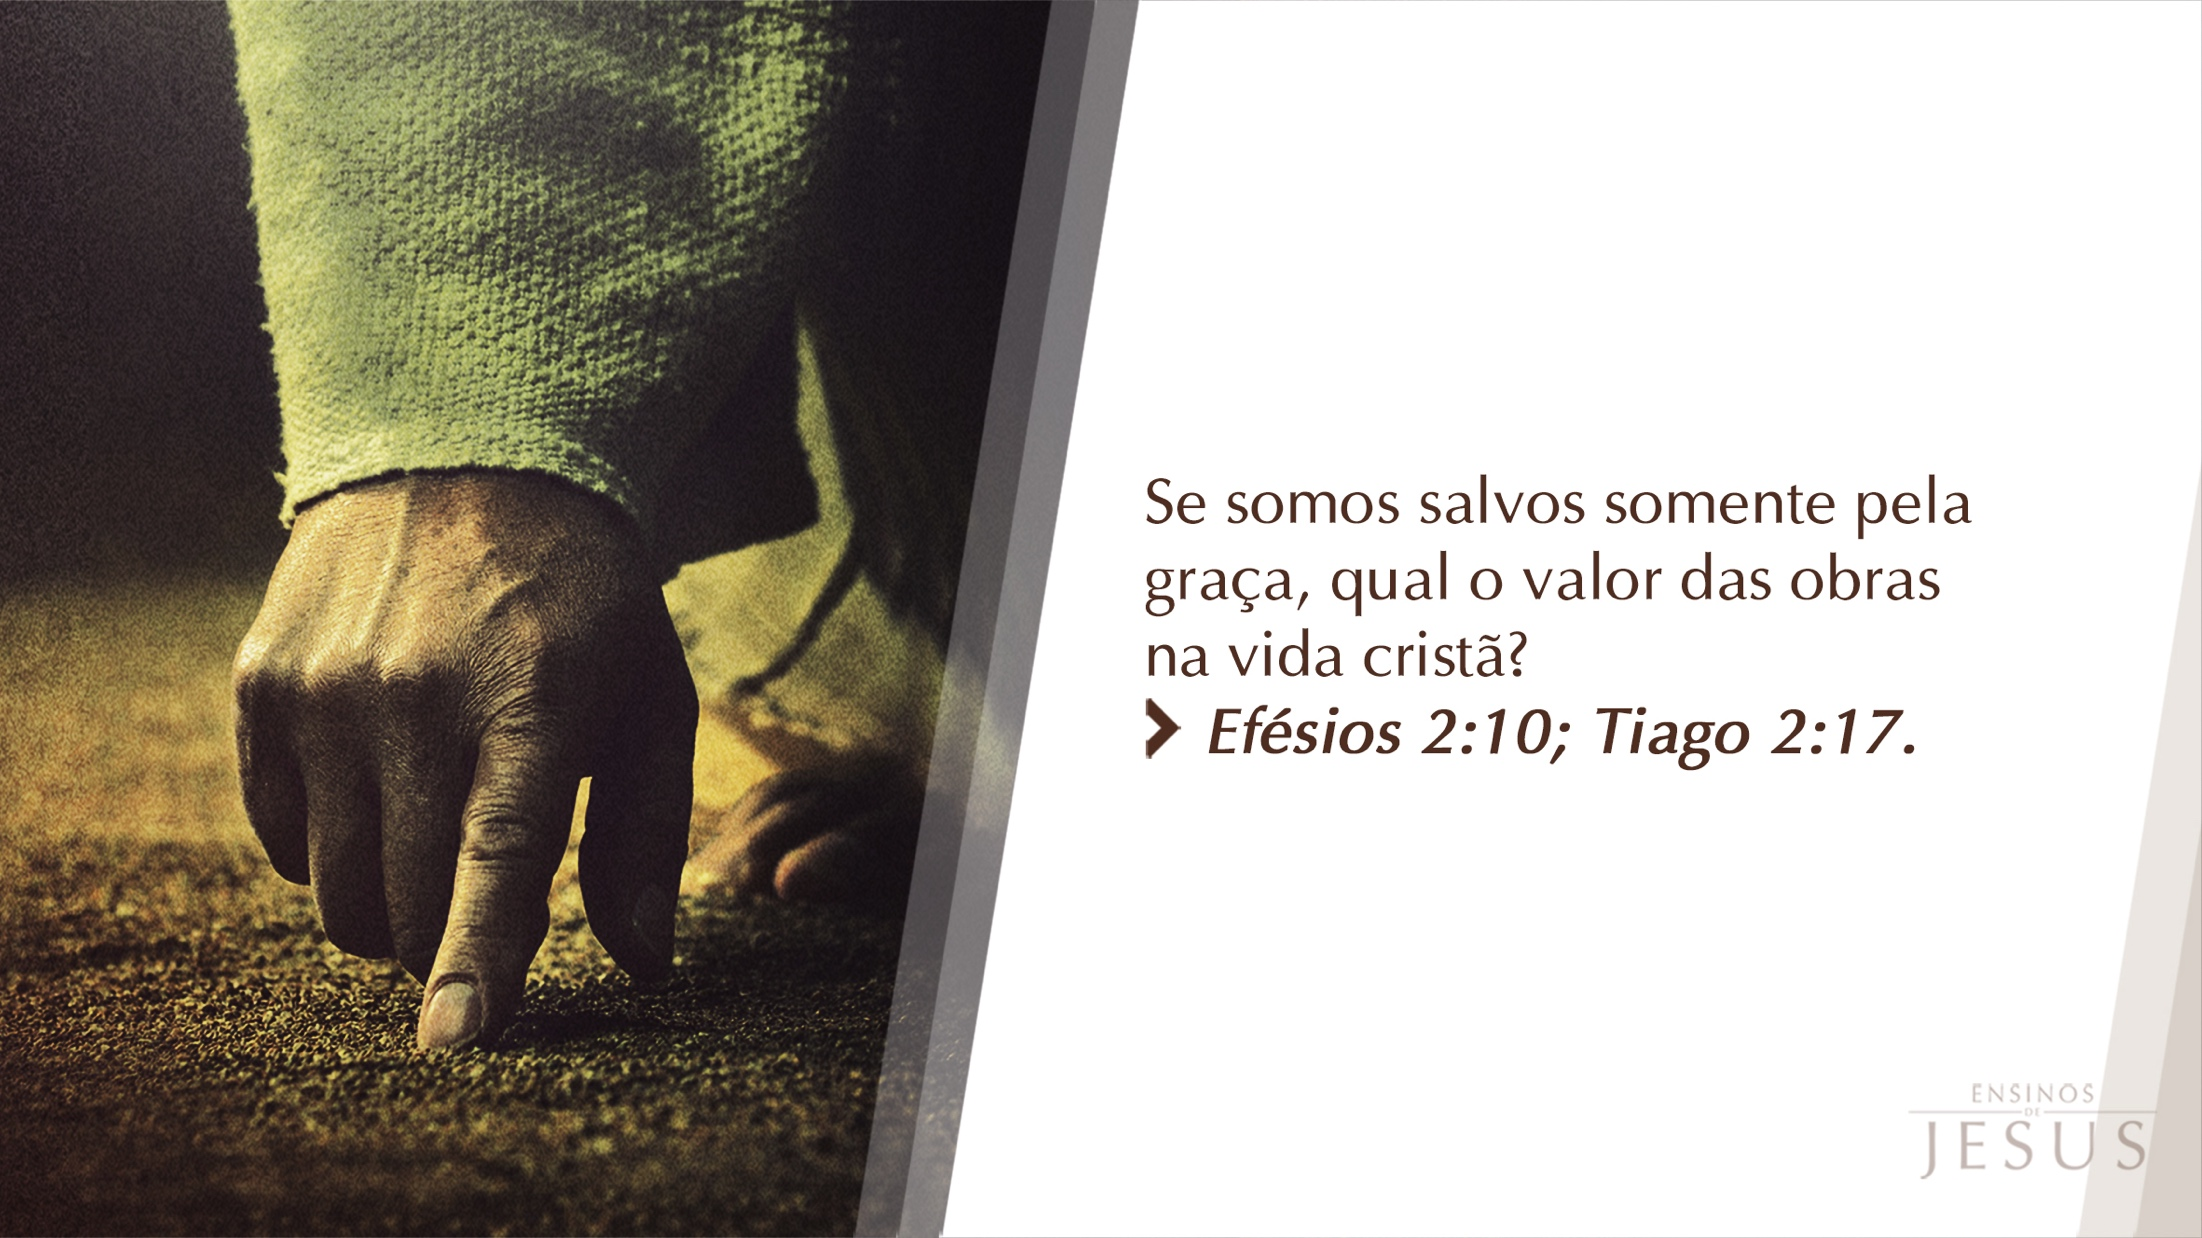 Se somos salvos somente pela
graça, qual o valor das obras
na vida cristã?
Efésios 2:10; Tiago 2:17.
ENSINOS
DE
JESUS